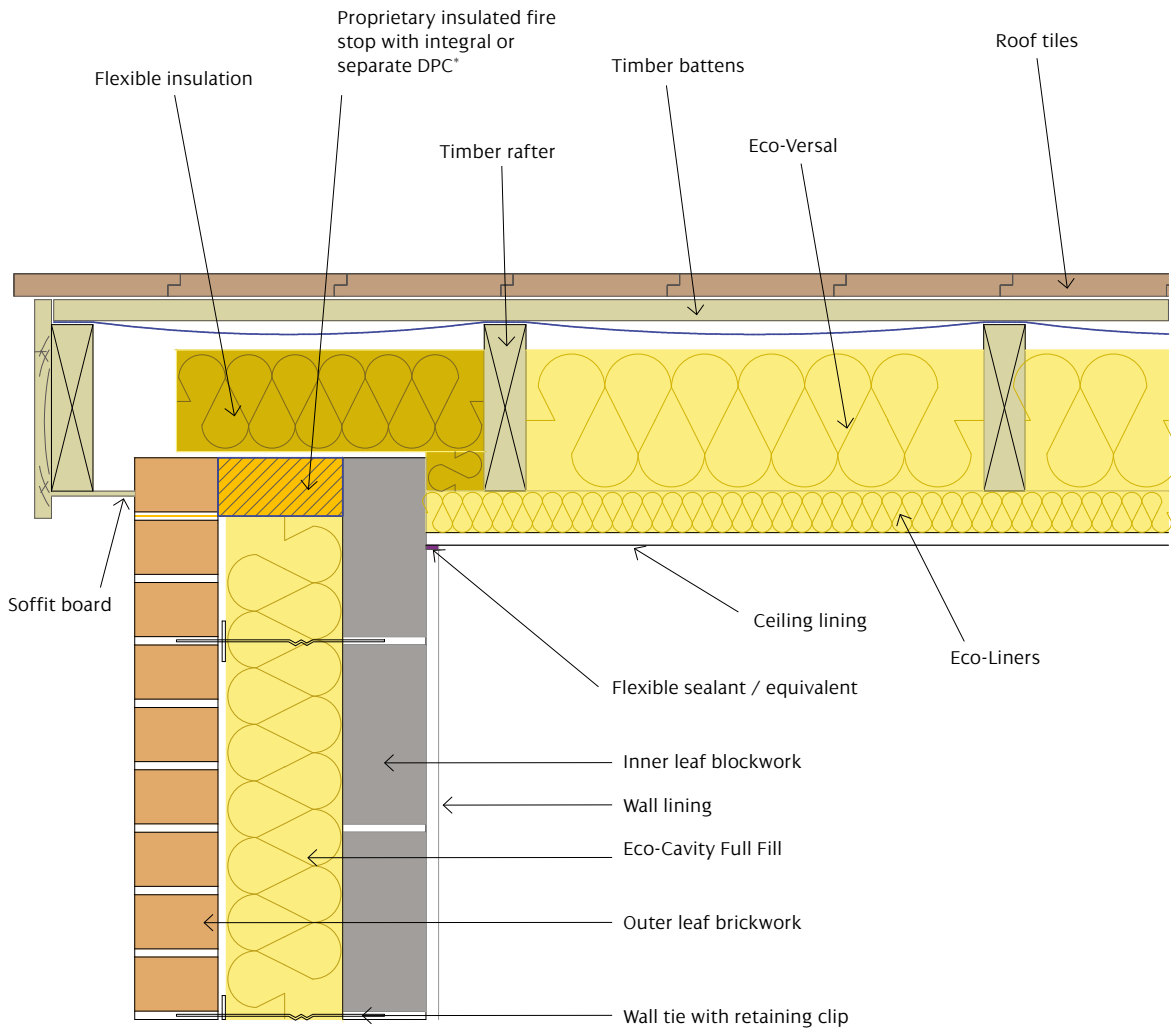 Proprietary insulated fire
stop with integral or
separate DPC*
Roof tiles
Timber battens
Flexible insulation
Timber rafter
Eco-Versal
Soffit board
Ceiling lining
Eco-Liners
Flexible sealant / equivalent
Inner leaf blockwork
Wall lining
Eco-Cavity Full Fill
Outer leaf brickwork
Wall tie with retaining clip